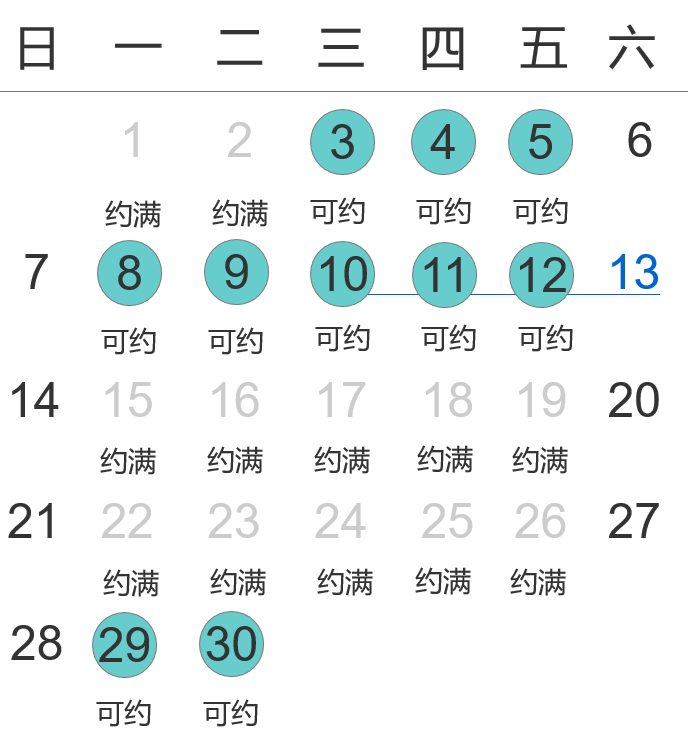 日 一 二 三 四 五 六
1 2 3 4 5 6
约满 约满 可约 可约 可约
7 8 9 10 11 12 13
可约 可约 可约 可约 可约
14 15 16 17 18 19 20
约满 约满 约满 约满 约满
21 22 23 24 25 26 27
约满 约满 约满 约满 约满
28 29 30
可约 可约